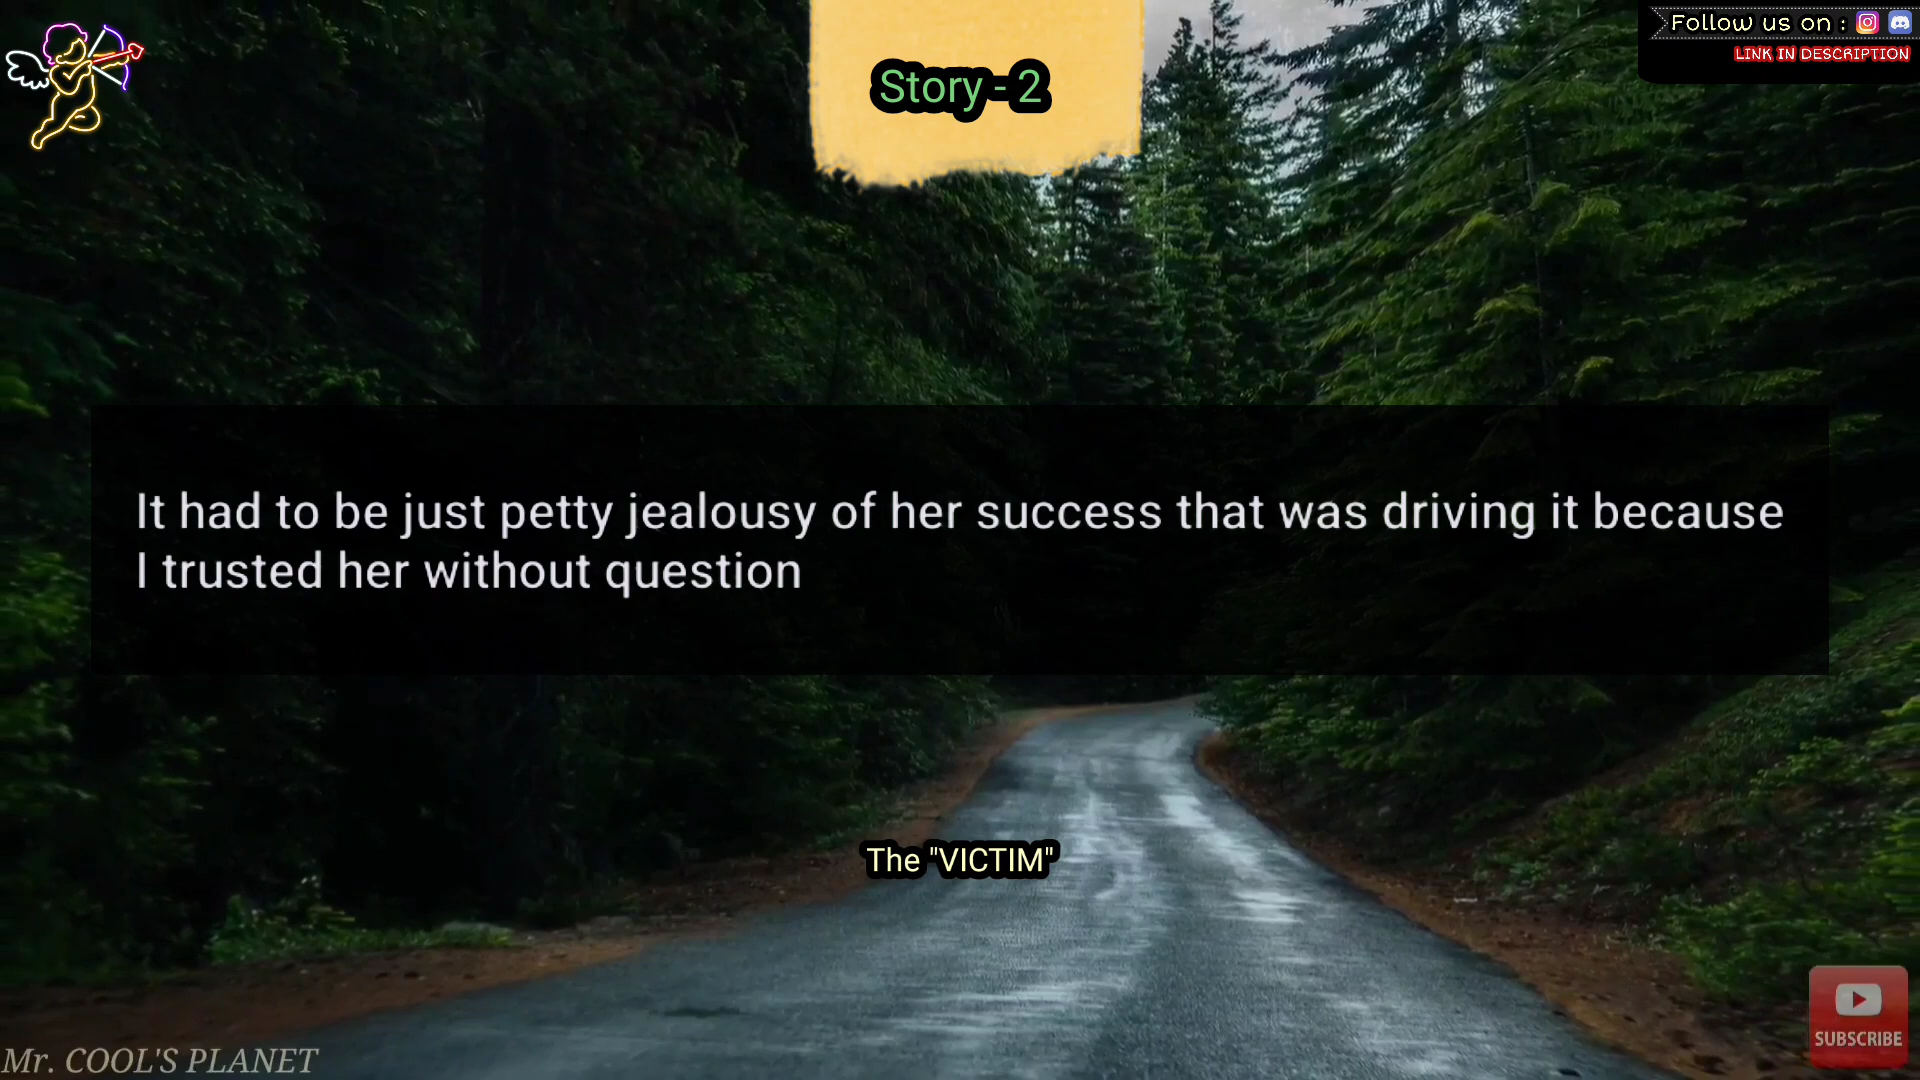 Follow us on :
LINK IN DESCRIPTION
Story - 2
It had to be just petty jealousy of her success that was driving it because
I trusted her without question
The "VICTIM"
SUBSCRIBE
Mr. COOL'S PLANET